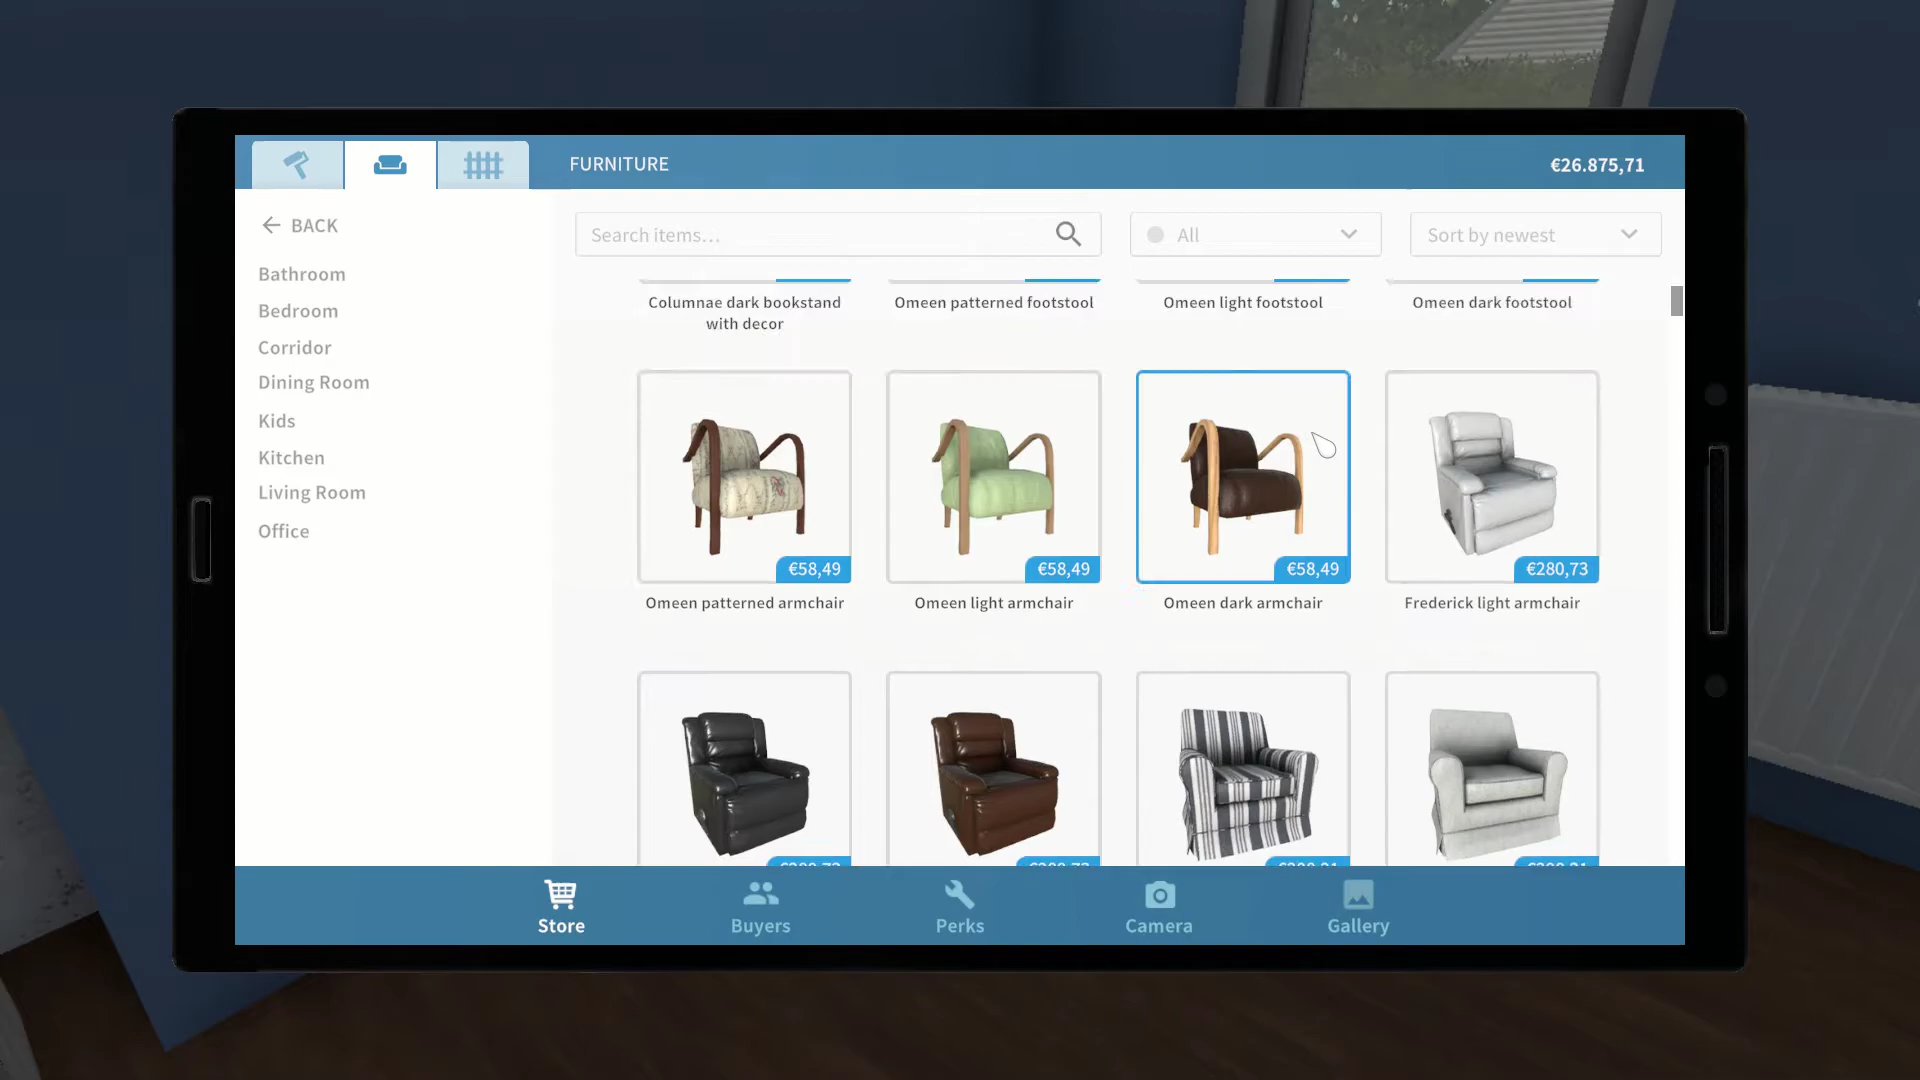 FURNITURE
€26.875,71
BACK
Search items...
All
Sort by newest
Bathroom
Bedroom
Corridor
Dining Room
Kids
Kitchen
Living Room
Office
Columnae dark bookstand
with decor
Omeen patterned footstool
Omeen light footstool
Omeen dark footstool
€58,49
€58,49
€58,49
€280,73
Omeen patterned armchair
Omeen light armchair
Omeen dark armchair
Frederick light armchair
Store
Buyers
Perks
Camera
Gallery